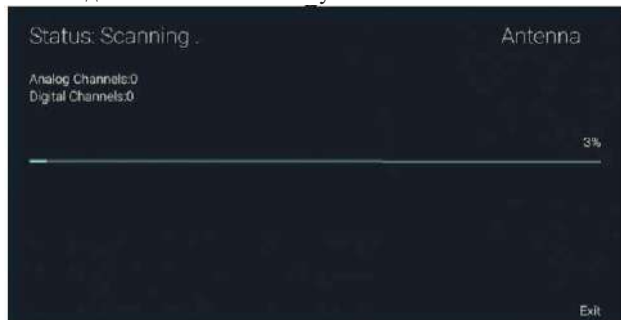 Status: Scanning .
Antenna
Analog Channels:0
Digital Channels:0
3%
Exit